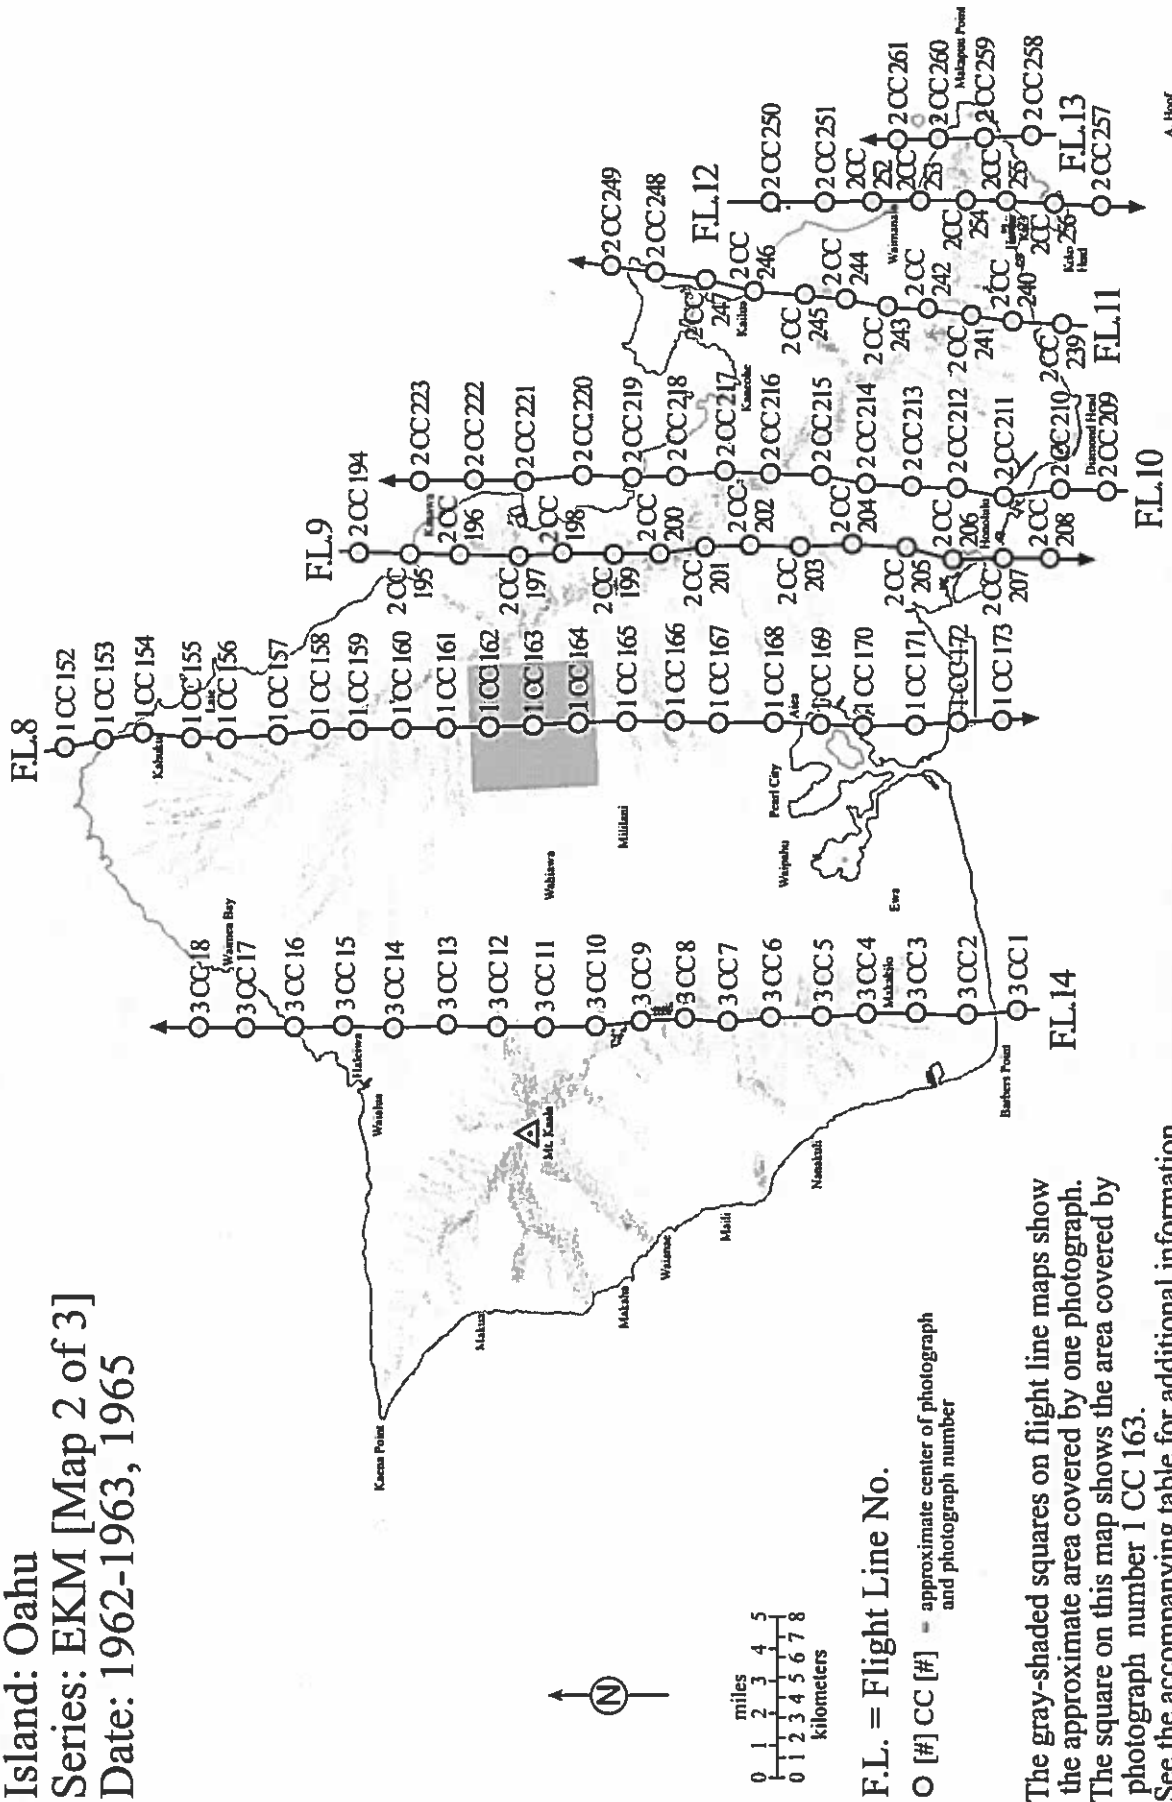 Island: Oahu
Series: EKM [Map 2 of 3]
Date: 1962-1963, 1965
F.L.8
1 CC 152
1 CC 153
1 CC 154
1 CC 155
1 CC 156
1 CC 157
1 CC 158
1 CC 159
1 CC 160
1 CC 161
1 CC 162
1 CC 163
1 CC 164
1 CC 165
1 CC 166
1 CC 167
1 CC 168
1 CC 169
1 CC 170
1 CC 171
1 CC 172
1 CC 173
F.L.9
2 CC 194
2 CC 195
2 CC 196
2 CC 197
2 CC 198
2 CC 199
2 CC 200
2 CC 201
2 CC 202
2 CC 203
2 CC 204
2 CC 205
2 CC 206
2 CC 207
2 CC 208
2 CC 223
2 CC 222
2 CC 221
2 CC 220
2 CC 219
2 CC 218
2 CC 217
2 CC 216
2 CC 215
2 CC 214
2 CC 213
2 CC 212
2 CC 211
2 CC 210
2 CC 209
F.L.10
2 CC 249
2 CC 248
2 CC 247
2 CC 246
2 CC 245
2 CC 244
2 CC 243
2 CC 242
2 CC 241
2 CC 240
2 CC 239
F.L.11
F.L.12
2 CC 250
2 CC 251
2CC 252
2CC 253
2CC 254
2CC 255
2CC 256
2 CC 257
2 CC 261
2 CC 260
2 CC 259
2 CC 258
F.L.13
3 CC 18
3 CC 17
3 CC 16
3 CC 15
3 CC 14
3 CC 13
3 CC 12
3 CC 11
3 CC 10
3 CC 9
3 CC 8
3 CC 7
3 CC 6
3 CC 5
3 CC 4
3 CC 3
3 CC 2
3 CC 1
F.L.14
Kahuku
Laie
Waimea Bay
Haleiwa
Waialua
Mt. Kaala
Kaena Point
Makua
Makaha
Waianae
Maili
Nanakuli
Barbers Point
Makakilo
Ewa
Waipahu
Pearl City
Aiea
Mililani
Wahiawa
Kaaawa
Kaneohe
Kailua
Waimanalo
Makapuu Point
Koko Head
Diamond Head
Honolulu
N
miles
0 1 2 3 4 5
0 1 2 3 4 5 6 7 8
kilometers
F.L. = Flight Line No.
O [#] CC [#] = approximate center of photograph
and photograph number
The gray-shaded squares on flight line maps show
the approximate area covered by one photograph.
The square on this map shows the area covered by
photograph number 1 CC 163.
See the accompanying table for additional information